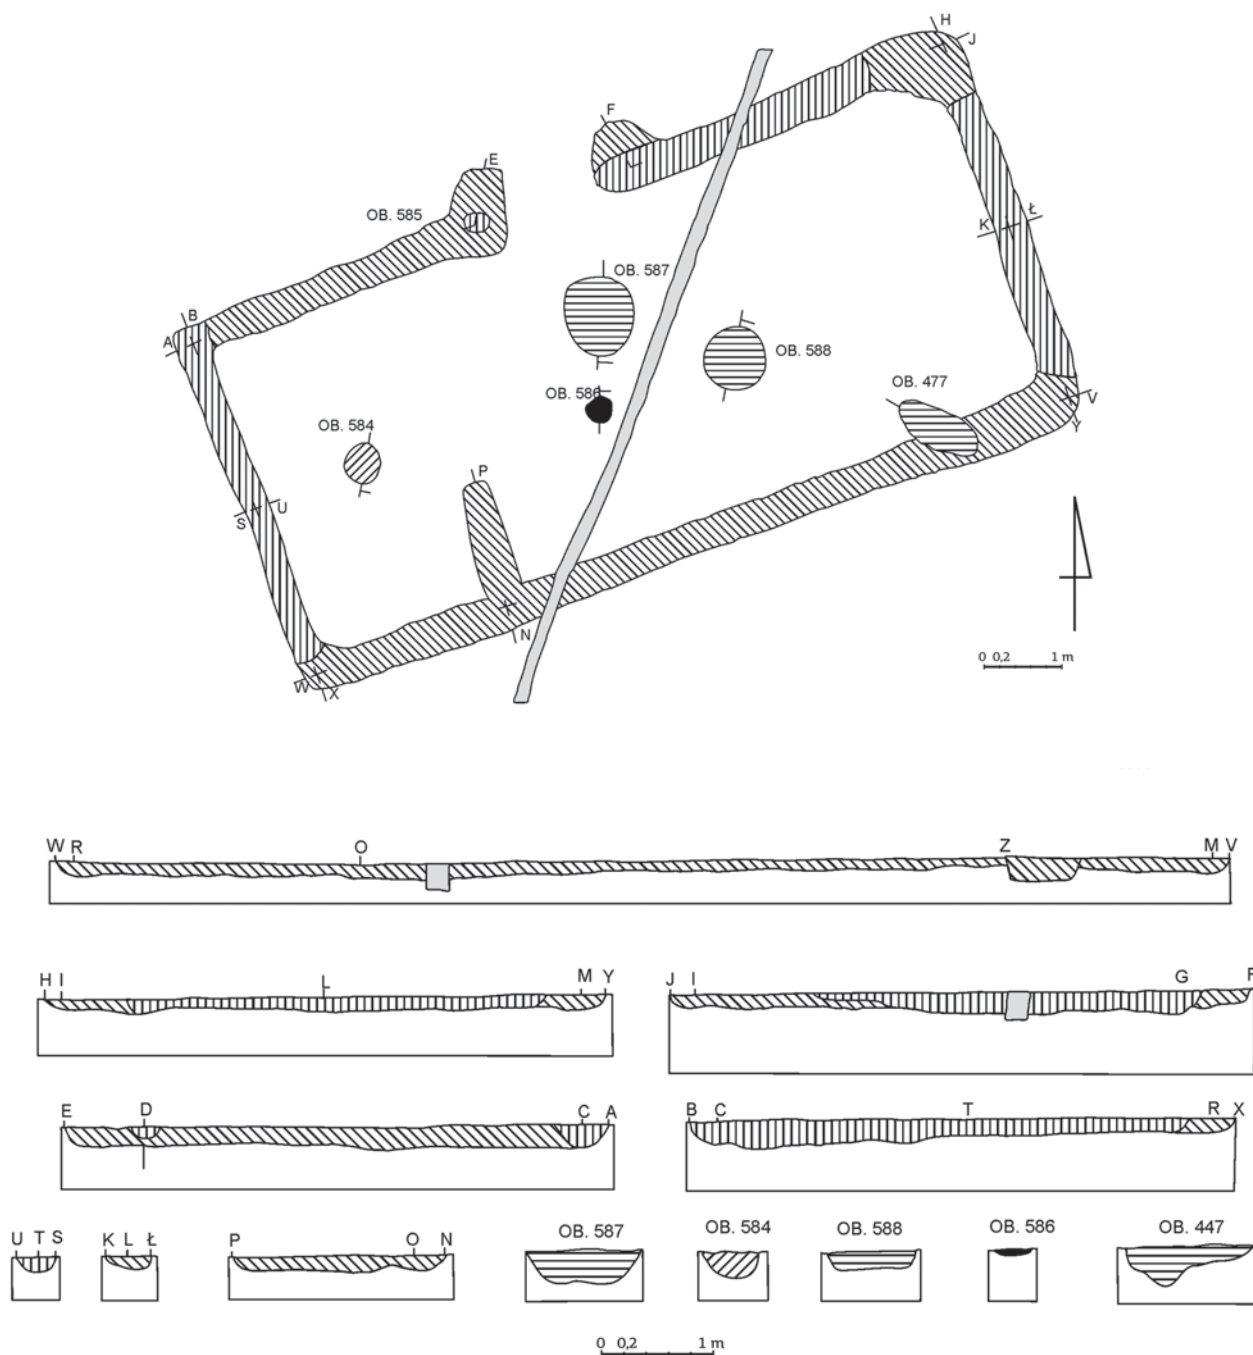 H
J
F
E
OB. 585
K
Ł
OB. 587
B
A
OB. 588
OB. 586
OB. 477
V
Y
OB. 584
P
S
U
N
W
X
0 0,2 1 m
W R O Z M V
H I L M Y
J I G F
E D C A
B C T R X
U T S
K L Ł
P O N
OB. 587
OB. 584
OB. 588
OB. 586
OB. 447
0 0,2 1 m